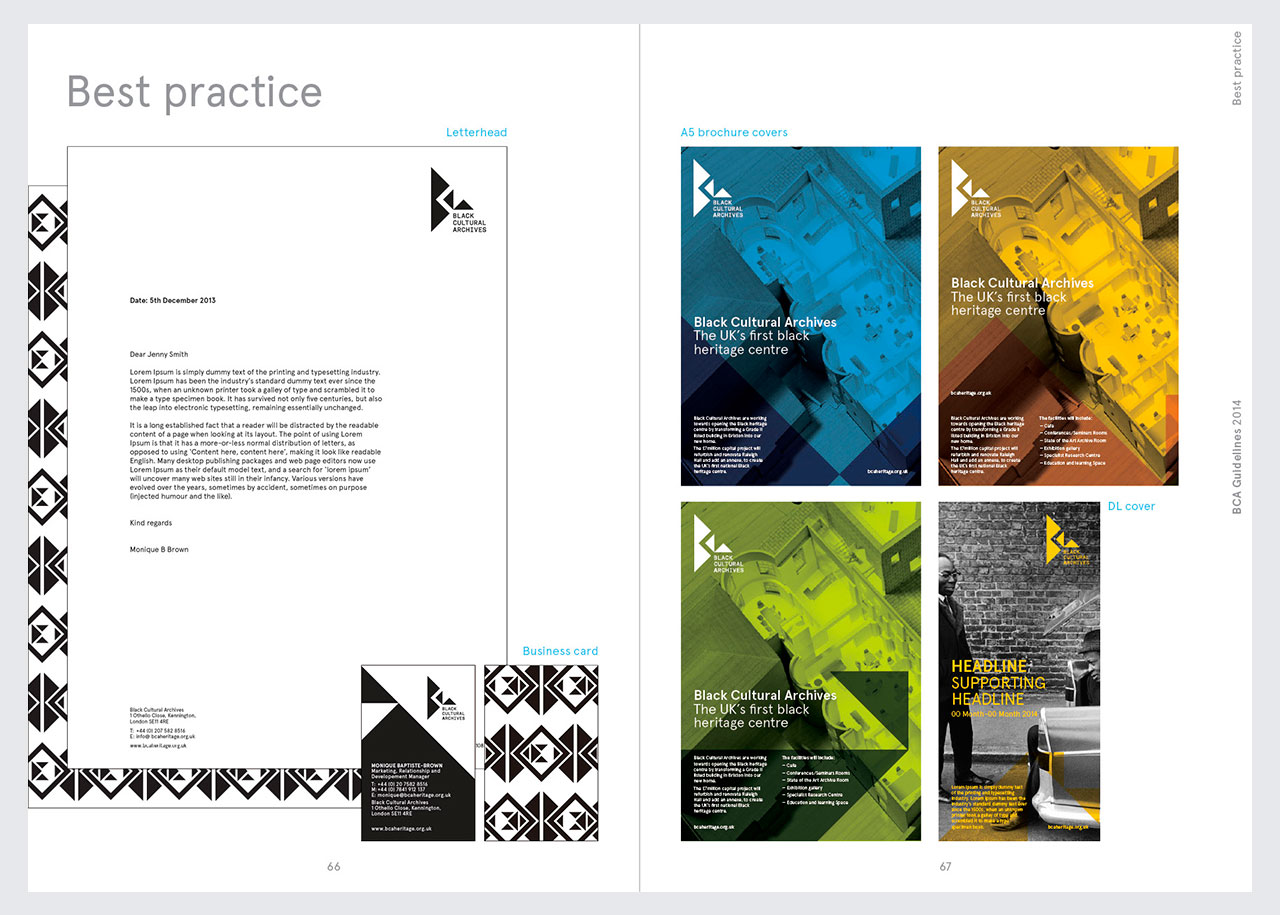 Best practice
Letterhead
BLACK
CULTURAL
ARCHIVES
Date: 5th December 2013
Dear Jenny Smith
Lorem Ipsum is simply dummy text of the printing and typesetting industry.
Lorem Ipsum has been the industry's standard dummy text ever since the
1500s, when an unknown printer took a galley of type and scrambled it to
make a type specimen book. It has survived not only five centuries, but also
the leap into electronic typesetting, remaining essentially unchanged.
It is a long established fact that a reader will be distracted by the readable
content of a page when looking at its layout. The point of using Lorem
Ipsum is that it has a more-or-less normal distribution of letters, as
opposed to using 'Content here, content here', making it look like readable
English. Many desktop publishing packages and web page editors now use
Lorem Ipsum as their default model text, and a search for 'lorem ipsum'
will uncover many web sites still in their infancy. Various versions have
evolved over the years, sometimes by accident, sometimes on purpose
(injected humour and the like).
Kind regards
Monique B Brown
Black Cultural Archives
1 Othello Close, Kennington,
London SE11 4RE
T: +44 (0) 207 582 8516
E: info@ bcaheritage.org.uk
www.bcaheritage.org.uk
Business card
BLACK
CULTURAL
ARCHIVES
MONIQUE BAPTISTE-BROWN
Marketing, Relationship and
Developement Manager
T: +44 (0) 20 7582 8516
M: +44 (0) 7841 912 137
E: monique@bcaheritage.org.uk
Black Cultural Archives
1 Othello Close, Kennington,
London SE11 4RE
www.bcaheritage.org.uk
66
A5 brochure covers
BLACK
CULTURAL
ARCHIVES
Black Cultural Archives
The UK's first black
heritage centre
Black Cultural Archives are working
towards opening the Black heritage
centre by transforming a Grade II
listed building in Brixton into our
new home.
The £7million capital project will
refurbish and renovate Raleigh
Hall and add an annexe, to create
the UK's first national Black
heritage centre.
bcaheritage.org.uk
BLACK
CULTURAL
ARCHIVES
Black Cultural Archives
The UK's first black
heritage centre
bcaheritage.org.uk
Black Cultural Archives are working
towards opening the Black heritage
centre by transforming a Grade II
listed building in Brixton into our
new home.
The £7million capital project will
refurbish and renovate Raleigh
Hall and add an annexe, to create
the UK's first national Black
heritage centre.
The facilities will include:
– Cafe
– Conferences/Seminars Rooms
– State of the Art Archive Room
– Exhibition gallery
– Specialist Research Centre
– Education and learning Space
BLACK
CULTURAL
ARCHIVES
Black Cultural Archives
The UK's first black
heritage centre
Black Cultural Archives are working
towards opening the Black heritage
centre by transforming a Grade II
listed building in Brixton into our
new home.
The £7million capital project will
refurbish and renovate Raleigh
Hall and add an annexe, to create
the UK's first national Black
heritage centre.
The facilities will include:
– Cafe
– Conferences/Seminars Rooms
– State of the Art Archive Room
– Exhibition gallery
– Specialist Research Centre
– Education and learning Space
bcaheritage.org.uk
DL cover
BLACK
CULTURAL
ARCHIVES
HEADLINE:
SUPPORTING
HEADLINE
00 Month–00 Month 2014
Lorem Ipsum is simply dummy text
of the printing and typesetting
industry. Lorem Ipsum has been the
industry's standard dummy text ever
since the 1500s, when an unknown
printer took a galley of type and
scrambled it to make a type
specimen book.
bcaheritage.org.uk
67
Best practice
BCA Guidelines 2014